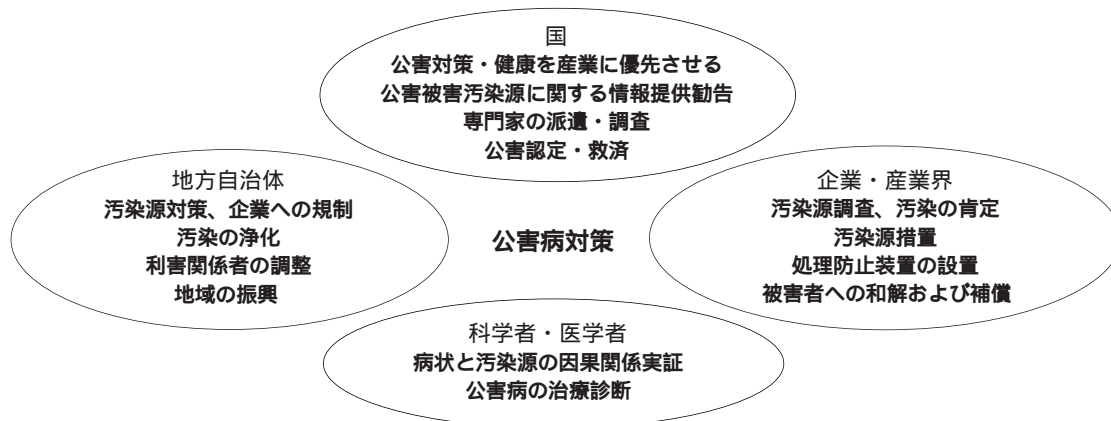 国
公害対策・健康を産業に優先させる
公害被害汚染源に関する情報提供勧告
専門家の派遣・調査
公害認定・救済
地方自治体
汚染源対策、企業への規制
汚染の浄化
利害関係者の調整
地域の振興
公害病対策
企業・産業界
汚染源調査、汚染の肯定
汚染源措置
処理防止装置の設置
被害者への和解および補償
科学者・医学者
病状と汚染源の因果関係実証
公害病の治療診断